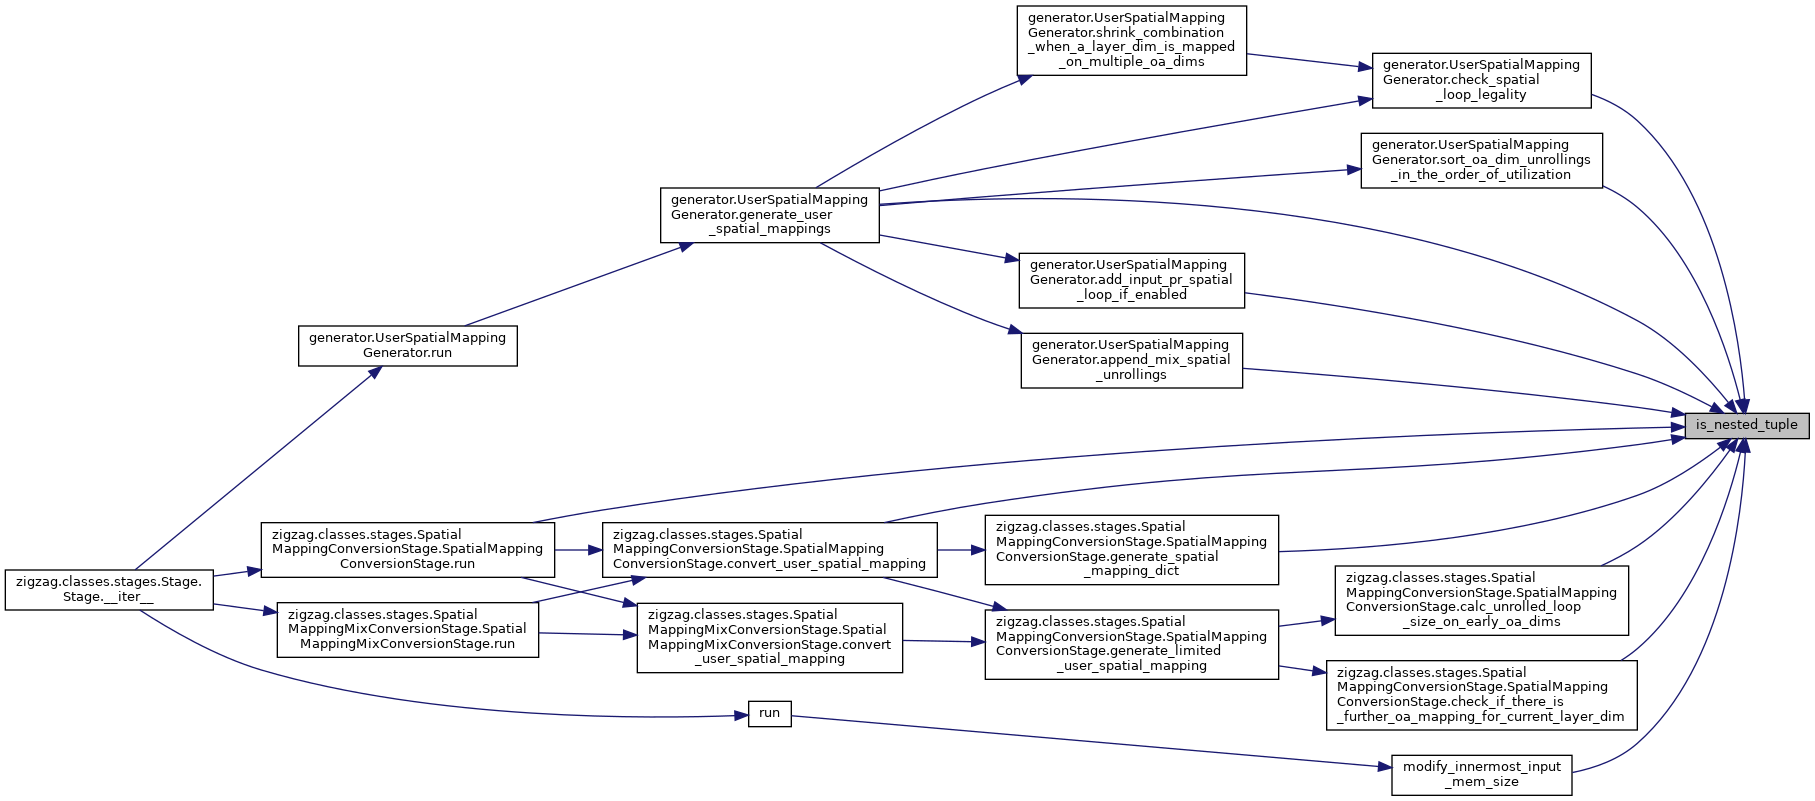 generator.UserSpatialMapping
Generator.shrink_combination
_when_a_layer_dim_is_mapped
_on_multiple_oa_dims
generator.UserSpatialMapping
Generator.check_spatial
_loop_legality
generator.UserSpatialMapping
Generator.sort_oa_dim_unrollings
_in_the_order_of_utilization
generator.UserSpatialMapping
Generator.generate_user
_spatial_mappings
generator.UserSpatialMapping
Generator.add_input_pr_spatial
_loop_if_enabled
generator.UserSpatialMapping
Generator.run
generator.UserSpatialMapping
Generator.append_mix_spatial
_unrollings
is_nested_tuple
zigzag.classes.stages.Stage.
Stage.__iter__
zigzag.classes.stages.Spatial
MappingConversionStage.SpatialMapping
ConversionStage.run
zigzag.classes.stages.Spatial
MappingConversionStage.SpatialMapping
ConversionStage.convert_user_spatial_mapping
zigzag.classes.stages.Spatial
MappingConversionStage.SpatialMapping
ConversionStage.generate_spatial
_mapping_dict
zigzag.classes.stages.Spatial
MappingConversionStage.SpatialMapping
ConversionStage.calc_unrolled_loop
_size_on_early_oa_dims
zigzag.classes.stages.Spatial
MappingMixConversionStage.Spatial
MappingMixConversionStage.run
zigzag.classes.stages.Spatial
MappingMixConversionStage.Spatial
MappingMixConversionStage.convert
_user_spatial_mapping
zigzag.classes.stages.Spatial
MappingConversionStage.SpatialMapping
ConversionStage.generate_limited
_user_spatial_mapping
zigzag.classes.stages.Spatial
MappingConversionStage.SpatialMapping
ConversionStage.check_if_there_is
_further_oa_mapping_for_current_layer_dim
run
modify_innermost_input
_mem_size